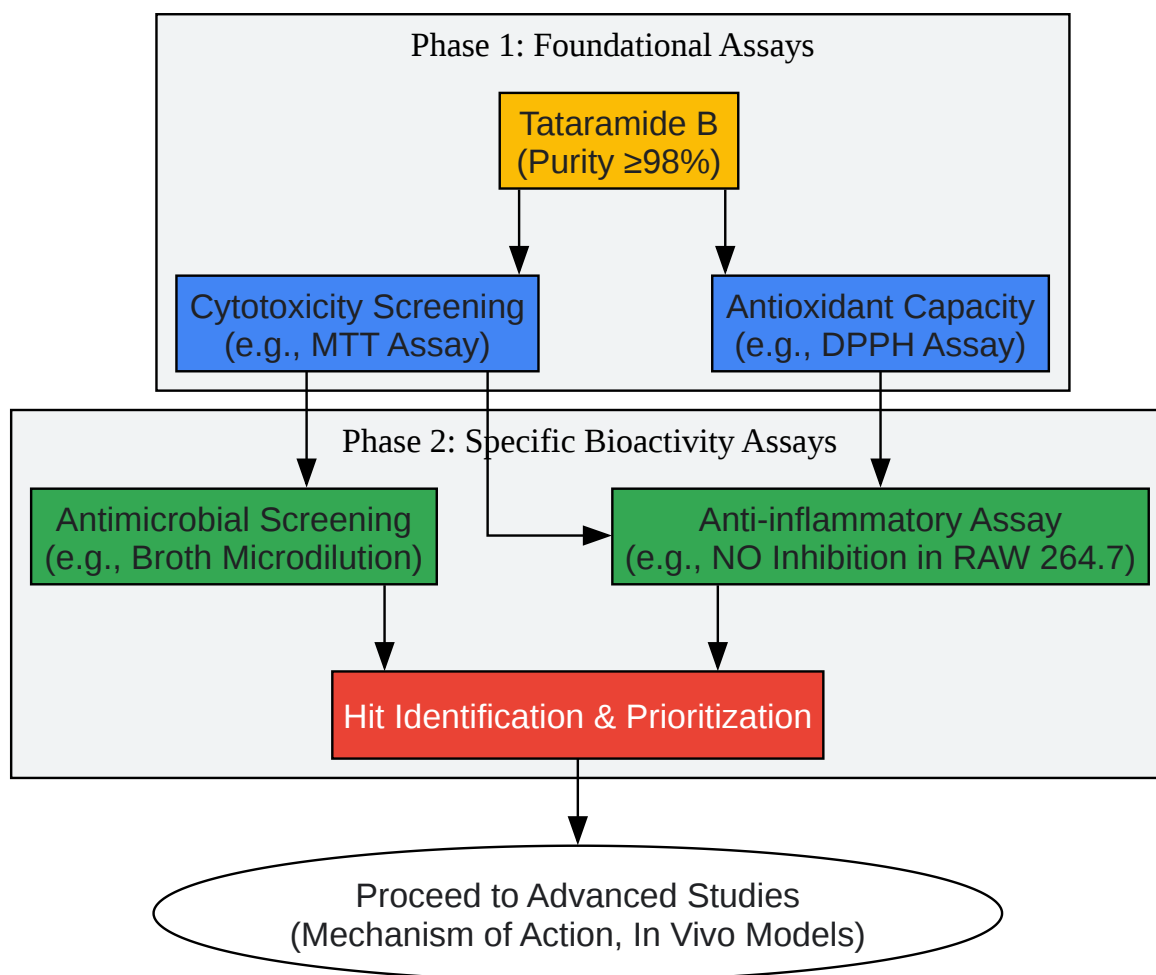 Phase 1: Foundational Assays
Tataramide B
(Purity ≥98%)
Cytotoxicity Screening
(e.g., MTT Assay)
Antioxidant Capacity
(e.g., DPPH Assay)
Phase 2: Specific Bioactivity Assays
Antimicrobial Screening
(e.g., Broth Microdilution)
Anti-inflammatory Assay
(e.g., NO Inhibition in RAW 264.7)
Hit Identification & Prioritization
Proceed to Advanced Studies
(Mechanism of Action, In Vivo Models)